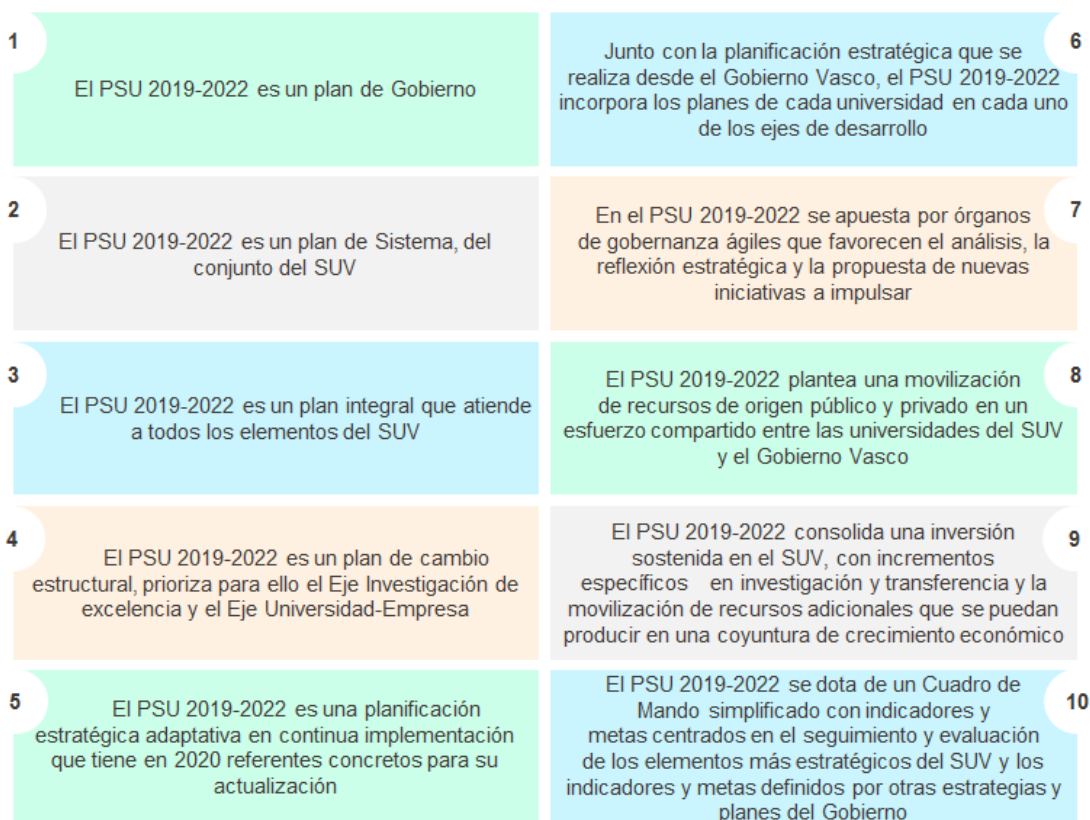 1
El PSU 2019-2022 es un plan de Gobierno
2
El PSU 2019-2022 es un plan de Sistema, del
conjunto del SUV
3
El PSU 2019-2022 es un plan integral que atiende
a todos los elementos del SUV
4
El PSU 2019-2022 es un plan de cambio
estructural, prioriza para ello el Eje Investigación de
excelencia y el Eje Universidad-Empresa
5
El PSU 2019-2022 es una planificación
estratégica adaptativa en continua implementación
que tiene en 2020 referentes concretos para su
actualización
6
Junto con la planificación estratégica que se
realiza desde el Gobierno Vasco, el PSU 2019-2022
incorpora los planes de cada universidad en cada uno
de los ejes de desarrollo
7
En el PSU 2019-2022 se apuesta por órganos
de gobernanza ágiles que favorecen el análisis, la
reflexión estratégica y la propuesta de nuevas
iniciativas a impulsar
8
El PSU 2019-2022 plantea una movilización
de recursos de origen público y privado en un
esfuerzo compartido entre las universidades del SUV
y el Gobierno Vasco
9
El PSU 2019-2022 consolida una inversión
sostenida en el SUV, con incrementos
específicos en investigación y transferencia y la
movilización de recursos adicionales que se puedan
producir en una coyuntura de crecimiento económico
10
El PSU 2019-2022 se dota de un Cuadro de
Mando simplificado con indicadores y
metas centrados en el seguimiento y evaluación
de los elementos más estratégicos del SUV y los
indicadores y metas definidos por otras estrategias y
planes del Gobierno